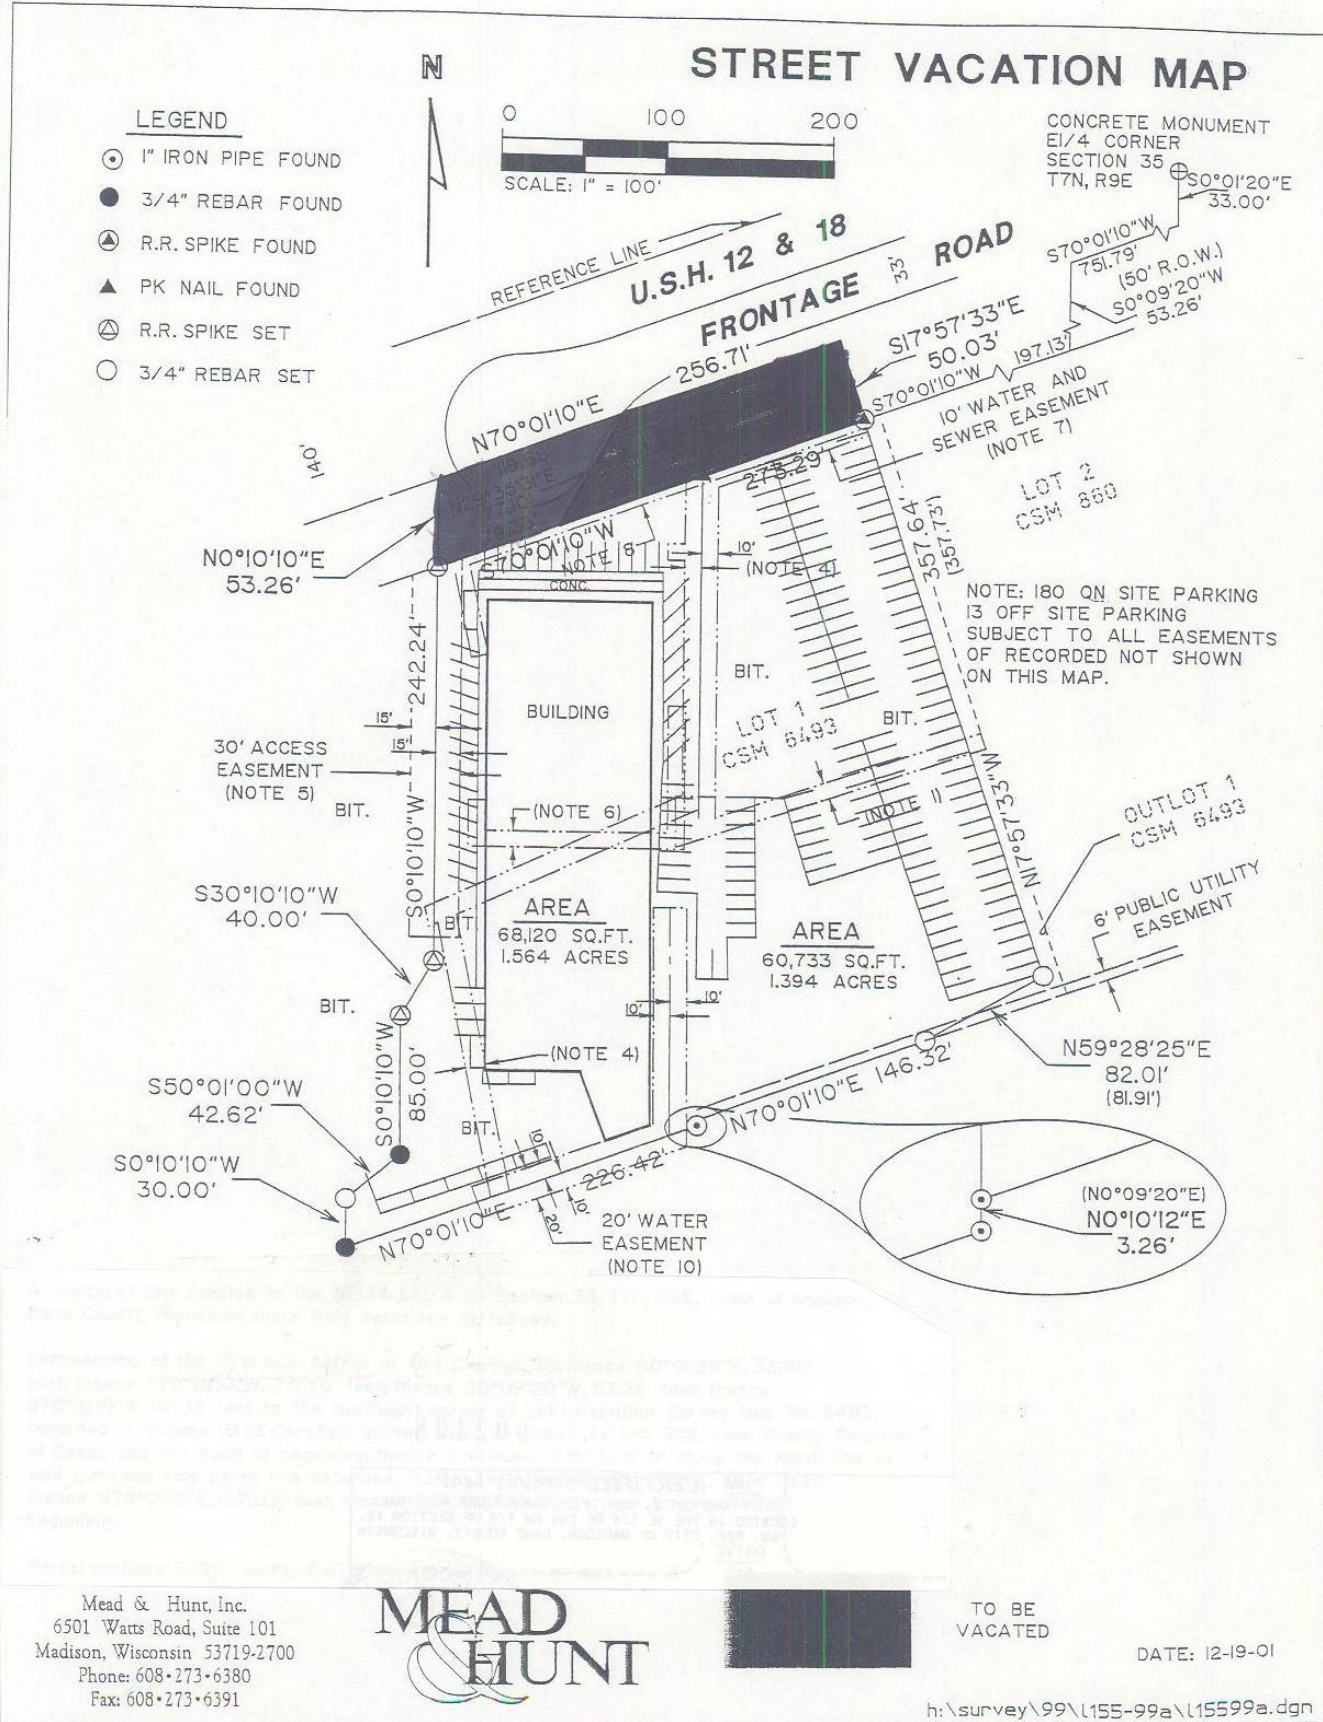 STREET VACATION MAP
N
LEGEND
1" IRON PIPE FOUND
3/4" REBAR FOUND
R.R. SPIKE FOUND
PK NAIL FOUND
R.R. SPIKE SET
3/4" REBAR SET
0 100 200
SCALE: 1" = 100'
CONCRETE MONUMENT
E1/4 CORNER
SECTION 35
T7N, R9E
S0°01'20"E
33.00'
REFERENCE LINE
U.S.H. 12 & 18
FRONTAGE ROAD
33'
S70°01'10"W
751.79'
(50' R.O.W.)
S0°09'20"W
53.26'
S17°57'33"E
50.03'
197.13'
S70°01'10"W
256.71'
N70°01'10"E
10' WATER AND
SEWER EASEMENT
(NOTE 7)
LOT 2
CSM 860
40'
273.29'
N0°10'10"E
53.26'
S70°01'10"W
NOTE 8
CONC.
10'
(NOTE 4)
357.64'
(357.73')
NOTE: 180 ON SITE PARKING
13 OFF SITE PARKING
SUBJECT TO ALL EASEMENTS
OF RECORDED NOT SHOWN
ON THIS MAP.
242.24'
BIT.
BUILDING
LOT 1
CSM 6493
BIT.
15'
15'
30' ACCESS
EASEMENT
(NOTE 5)
BIT.
(NOTE 6)
(NOTE 1)
N17°57'33"W
OUTLOT 1
CSM 6493
S0°10'10"W
S30°10'10"W
40.00'
BIT.
AREA
68,120 SQ.FT.
1.564 ACRES
AREA
60,733 SQ.FT.
1.394 ACRES
6' PUBLIC UTILITY
EASEMENT
BIT.
10'
10'
(NOTE 4)
S0°10'10"W
85.00'
S50°01'00"W
42.62'
N59°28'25"E
82.01'
(81.91')
N70°01'10"E 146.32'
BIT.
10'
S0°10'10"W
30.00'
226.42'
N70°01'10"E
20'
10'
20' WATER
EASEMENT
(NOTE 10)
(N0°09'20"E)
N0°10'12"E
3.26'
Mead & Hunt, Inc.
6501 Watts Road, Suite 101
Madison, Wisconsin 53719-2700
Phone: 608•273•6380
Fax: 608•273•6391
MEAD
& HUNT
TO BE
VACATED
DATE: 12-19-01
h:\survey\99\l155-99a\l15599a.dgn